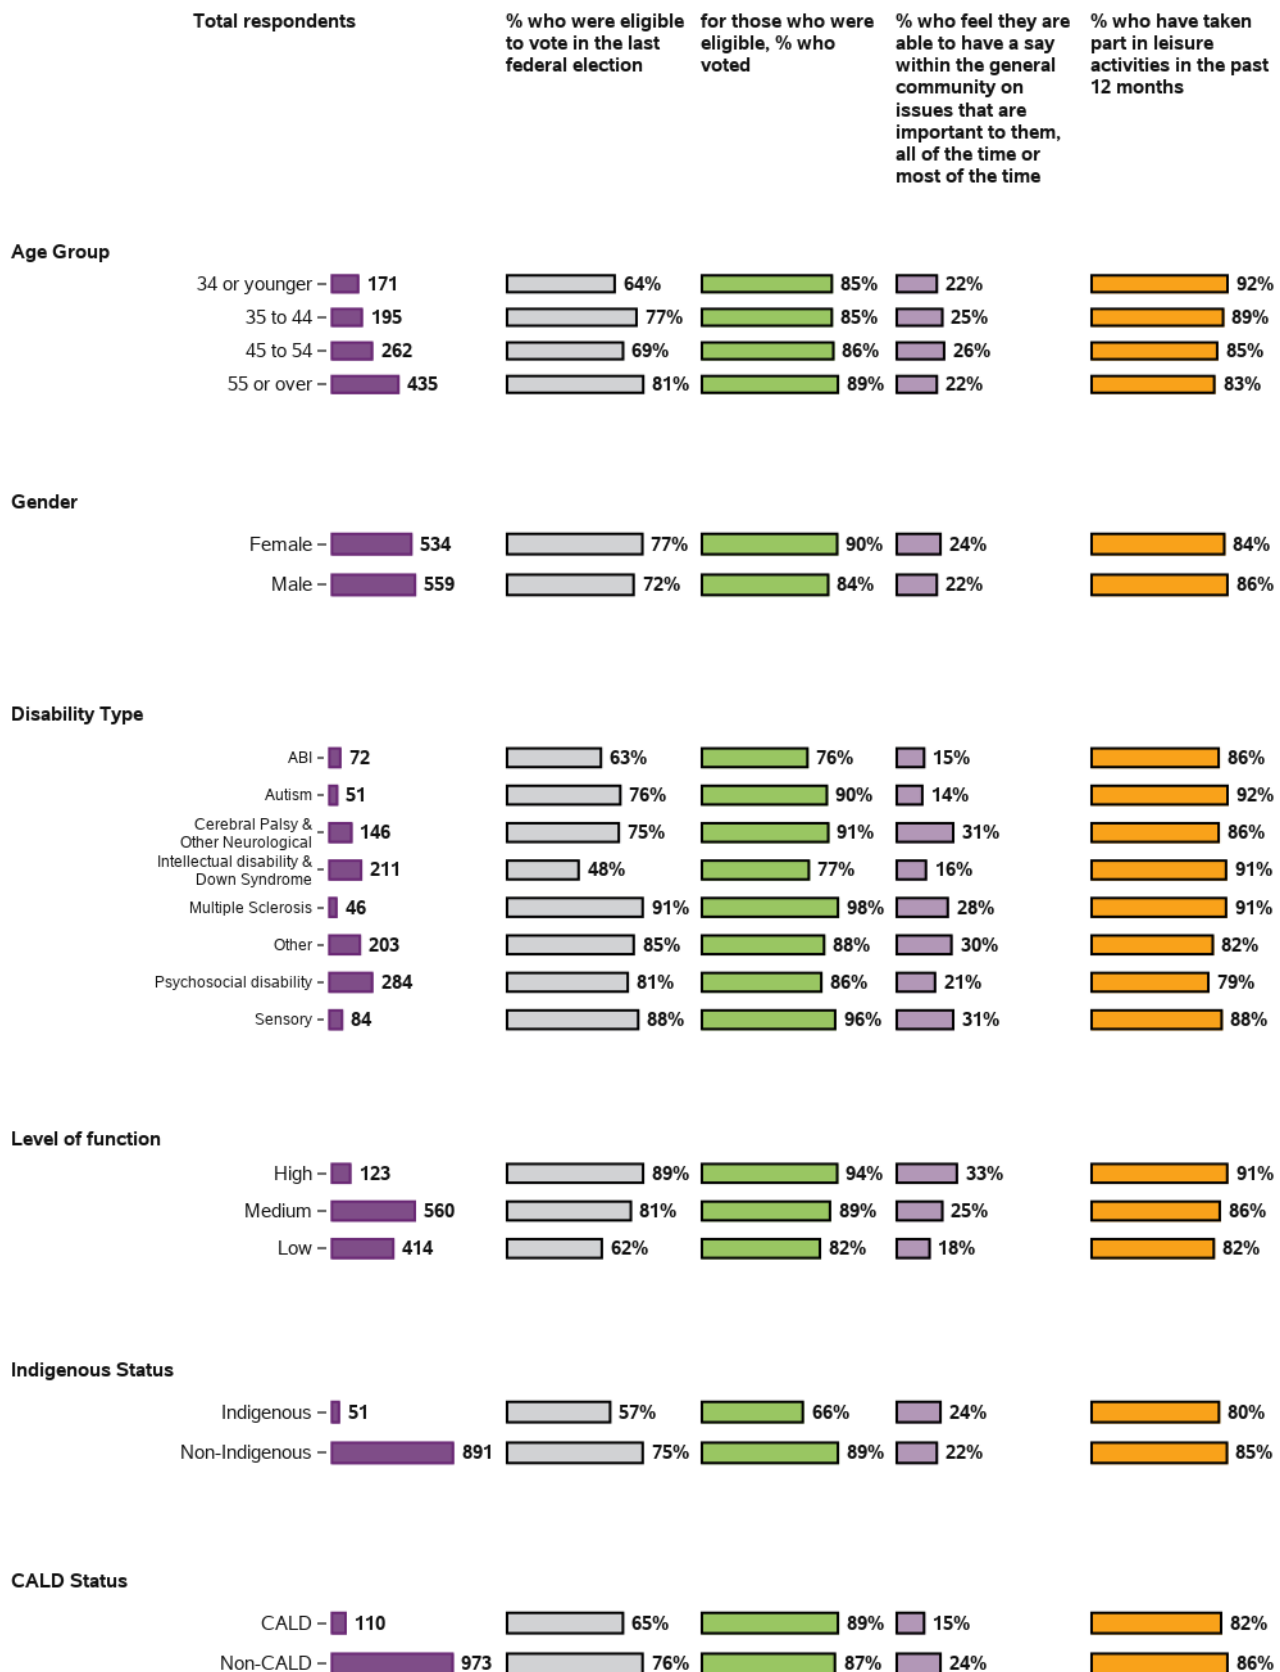 Total respondents
% who were eligible
to vote in the last
federal election
for those who were
eligible, % who
voted
% who feel they are
able to have a say
within the general
community on
issues that are
important to them,
all of the time or
most of the time
% who have taken
part in leisure
activities in the past
12 months
Age Group
34 or younger 171 64% 85% 22% 92%
35 to 44 195 77% 85% 25% 89%
45 to 54 262 69% 86% 26% 85%
55 or over 435 81% 89% 22% 83%
Gender
Female 534 77% 90% 24% 84%
Male 559 72% 84% 22% 86%
Disability Type
ABI 72 63% 76% 15% 86%
Autism 51 76% 90% 14% 92%
Cerebral Palsy &
Other Neurological 146 75% 91% 31% 86%
Intellectual disability &
Down Syndrome 211 48% 77% 16% 91%
Multiple Sclerosis 46 91% 98% 28% 91%
Other 203 85% 88% 30% 82%
Psychosocial disability 284 81% 86% 21% 79%
Sensory 84 88% 96% 31% 88%
Level of function
High 123 89% 94% 33% 91%
Medium 560 81% 89% 25% 86%
Low 414 62% 82% 18% 82%
Indigenous Status
Indigenous 51 57% 66% 24% 80%
Non-Indigenous 891 75% 89% 22% 85%
CALD Status
CALD 110 65% 89% 15% 82%
Non-CALD 973 76% 87% 24% 86%